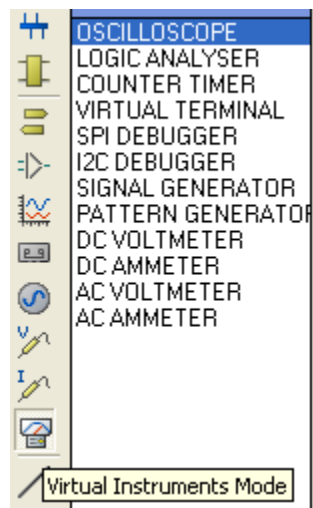 OSCILLOSCOPE
LOGIC ANALYSER
COUNTER TIMER
VIRTUAL TERMINAL
SPI DEBUGGER
I2C DEBUGGER
SIGNAL GENERATOR
PATTERN GENERATOR
DC VOLTMETER
DC AMMETER
AC VOLTMETER
AC AMMETER
V
I
Virtual Instruments Mode